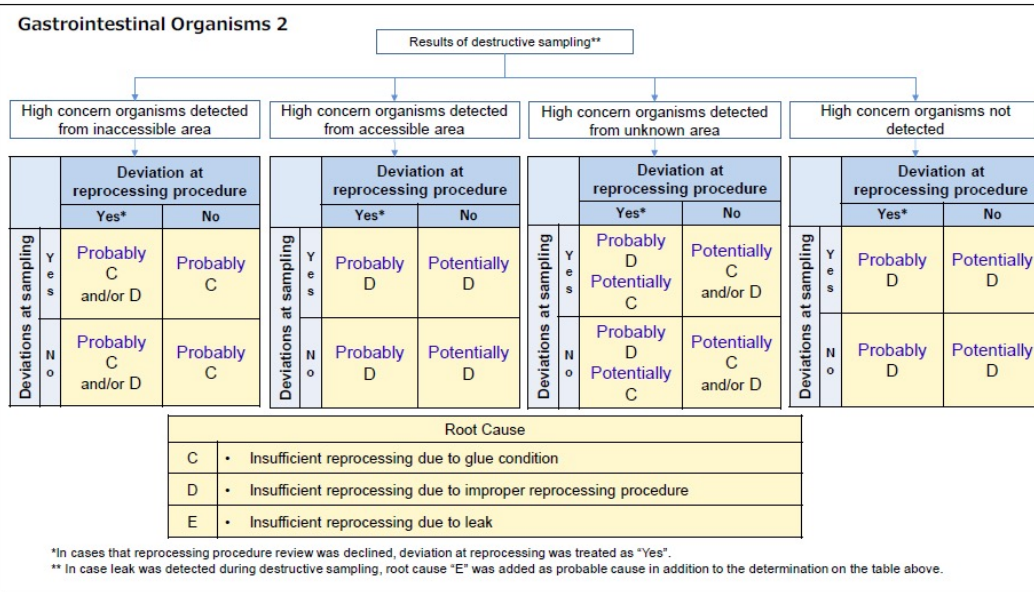 Gastrointestinal Organisms 2
Results of destructive sampling**
High concern organisms detected
from inaccessible area
High concern organisms detected
from accessible area
High concern organisms detected
from unknown area
High concern organisms not
detected
Deviation at
reprocessing procedure
Yes*
No
Deviations at sampling
Yes
Probably
C
and/or D
Probably
C
No
Probably
C
and/or D
Probably
C
Deviation at
reprocessing procedure
Yes*
No
Deviations at sampling
Yes
Probably
D
Potentially
D
No
Probably
D
Potentially
D
Deviation at
reprocessing procedure
Yes*
No
Deviations at sampling
Yes
Probably
D
Potentially
C
Potentially
C
and/or D
No
Probably
D
Potentially
C
Potentially
C
and/or D
Deviation at
reprocessing procedure
Yes*
No
Deviations at sampling
Yes
Probably
D
Potentially
D
No
Probably
D
Potentially
D
Root Cause
C • Insufficient reprocessing due to glue condition
D • Insufficient reprocessing due to improper reprocessing procedure
E • Insufficient reprocessing due to leak
*In cases that reprocessing procedure review was declined, deviation at reprocessing was treated as “Yes”.
** In case leak was detected during destructive sampling, root cause “E” was added as probable cause in addition to the determination on the table above.